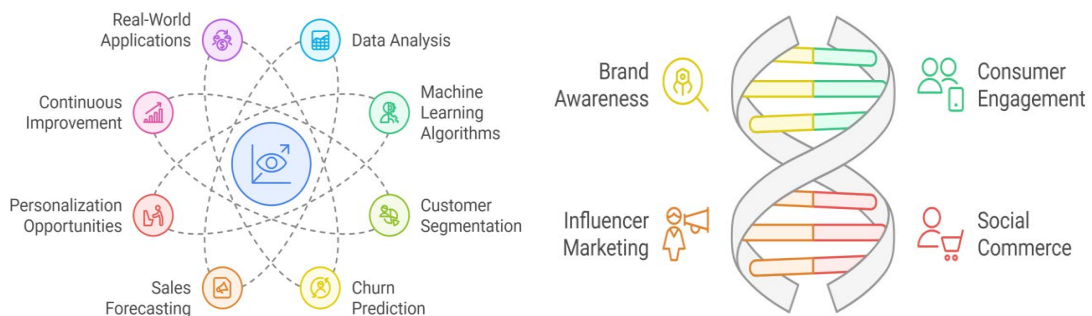 Real-World
Applications
Data Analysis
Continuous
Improvement
Machine
Learning
Algorithms
Personalization
Opportunities
Customer
Segmentation
Sales
Forecasting
Churn
Prediction
Brand
Awareness
Consumer
Engagement
Influencer
Marketing
Social
Commerce